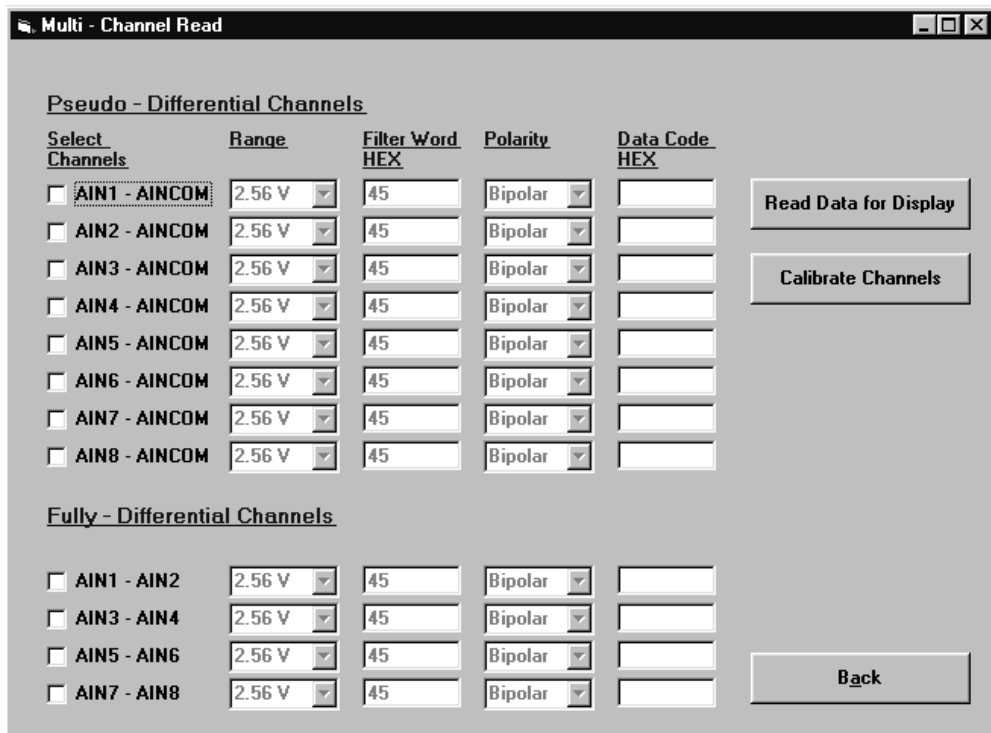 Multi - Channel Read
Pseudo - Differential Channels
Select Channels Range Filter Word HEX Polarity Data Code HEX
AIN1 - AINCOM 2.56 V 45 Bipolar
Read Data for Display
AIN2 - AINCOM 2.56 V 45 Bipolar
AIN3 - AINCOM 2.56 V 45 Bipolar
Calibrate Channels
AIN4 - AINCOM 2.56 V 45 Bipolar
AIN5 - AINCOM 2.56 V 45 Bipolar
AIN6 - AINCOM 2.56 V 45 Bipolar
AIN7 - AINCOM 2.56 V 45 Bipolar
AIN8 - AINCOM 2.56 V 45 Bipolar
Fully - Differential Channels
AIN1 - AIN2 2.56 V 45 Bipolar
AIN3 - AIN4 2.56 V 45 Bipolar
AIN5 - AIN6 2.56 V 45 Bipolar
Back
AIN7 - AIN8 2.56 V 45 Bipolar